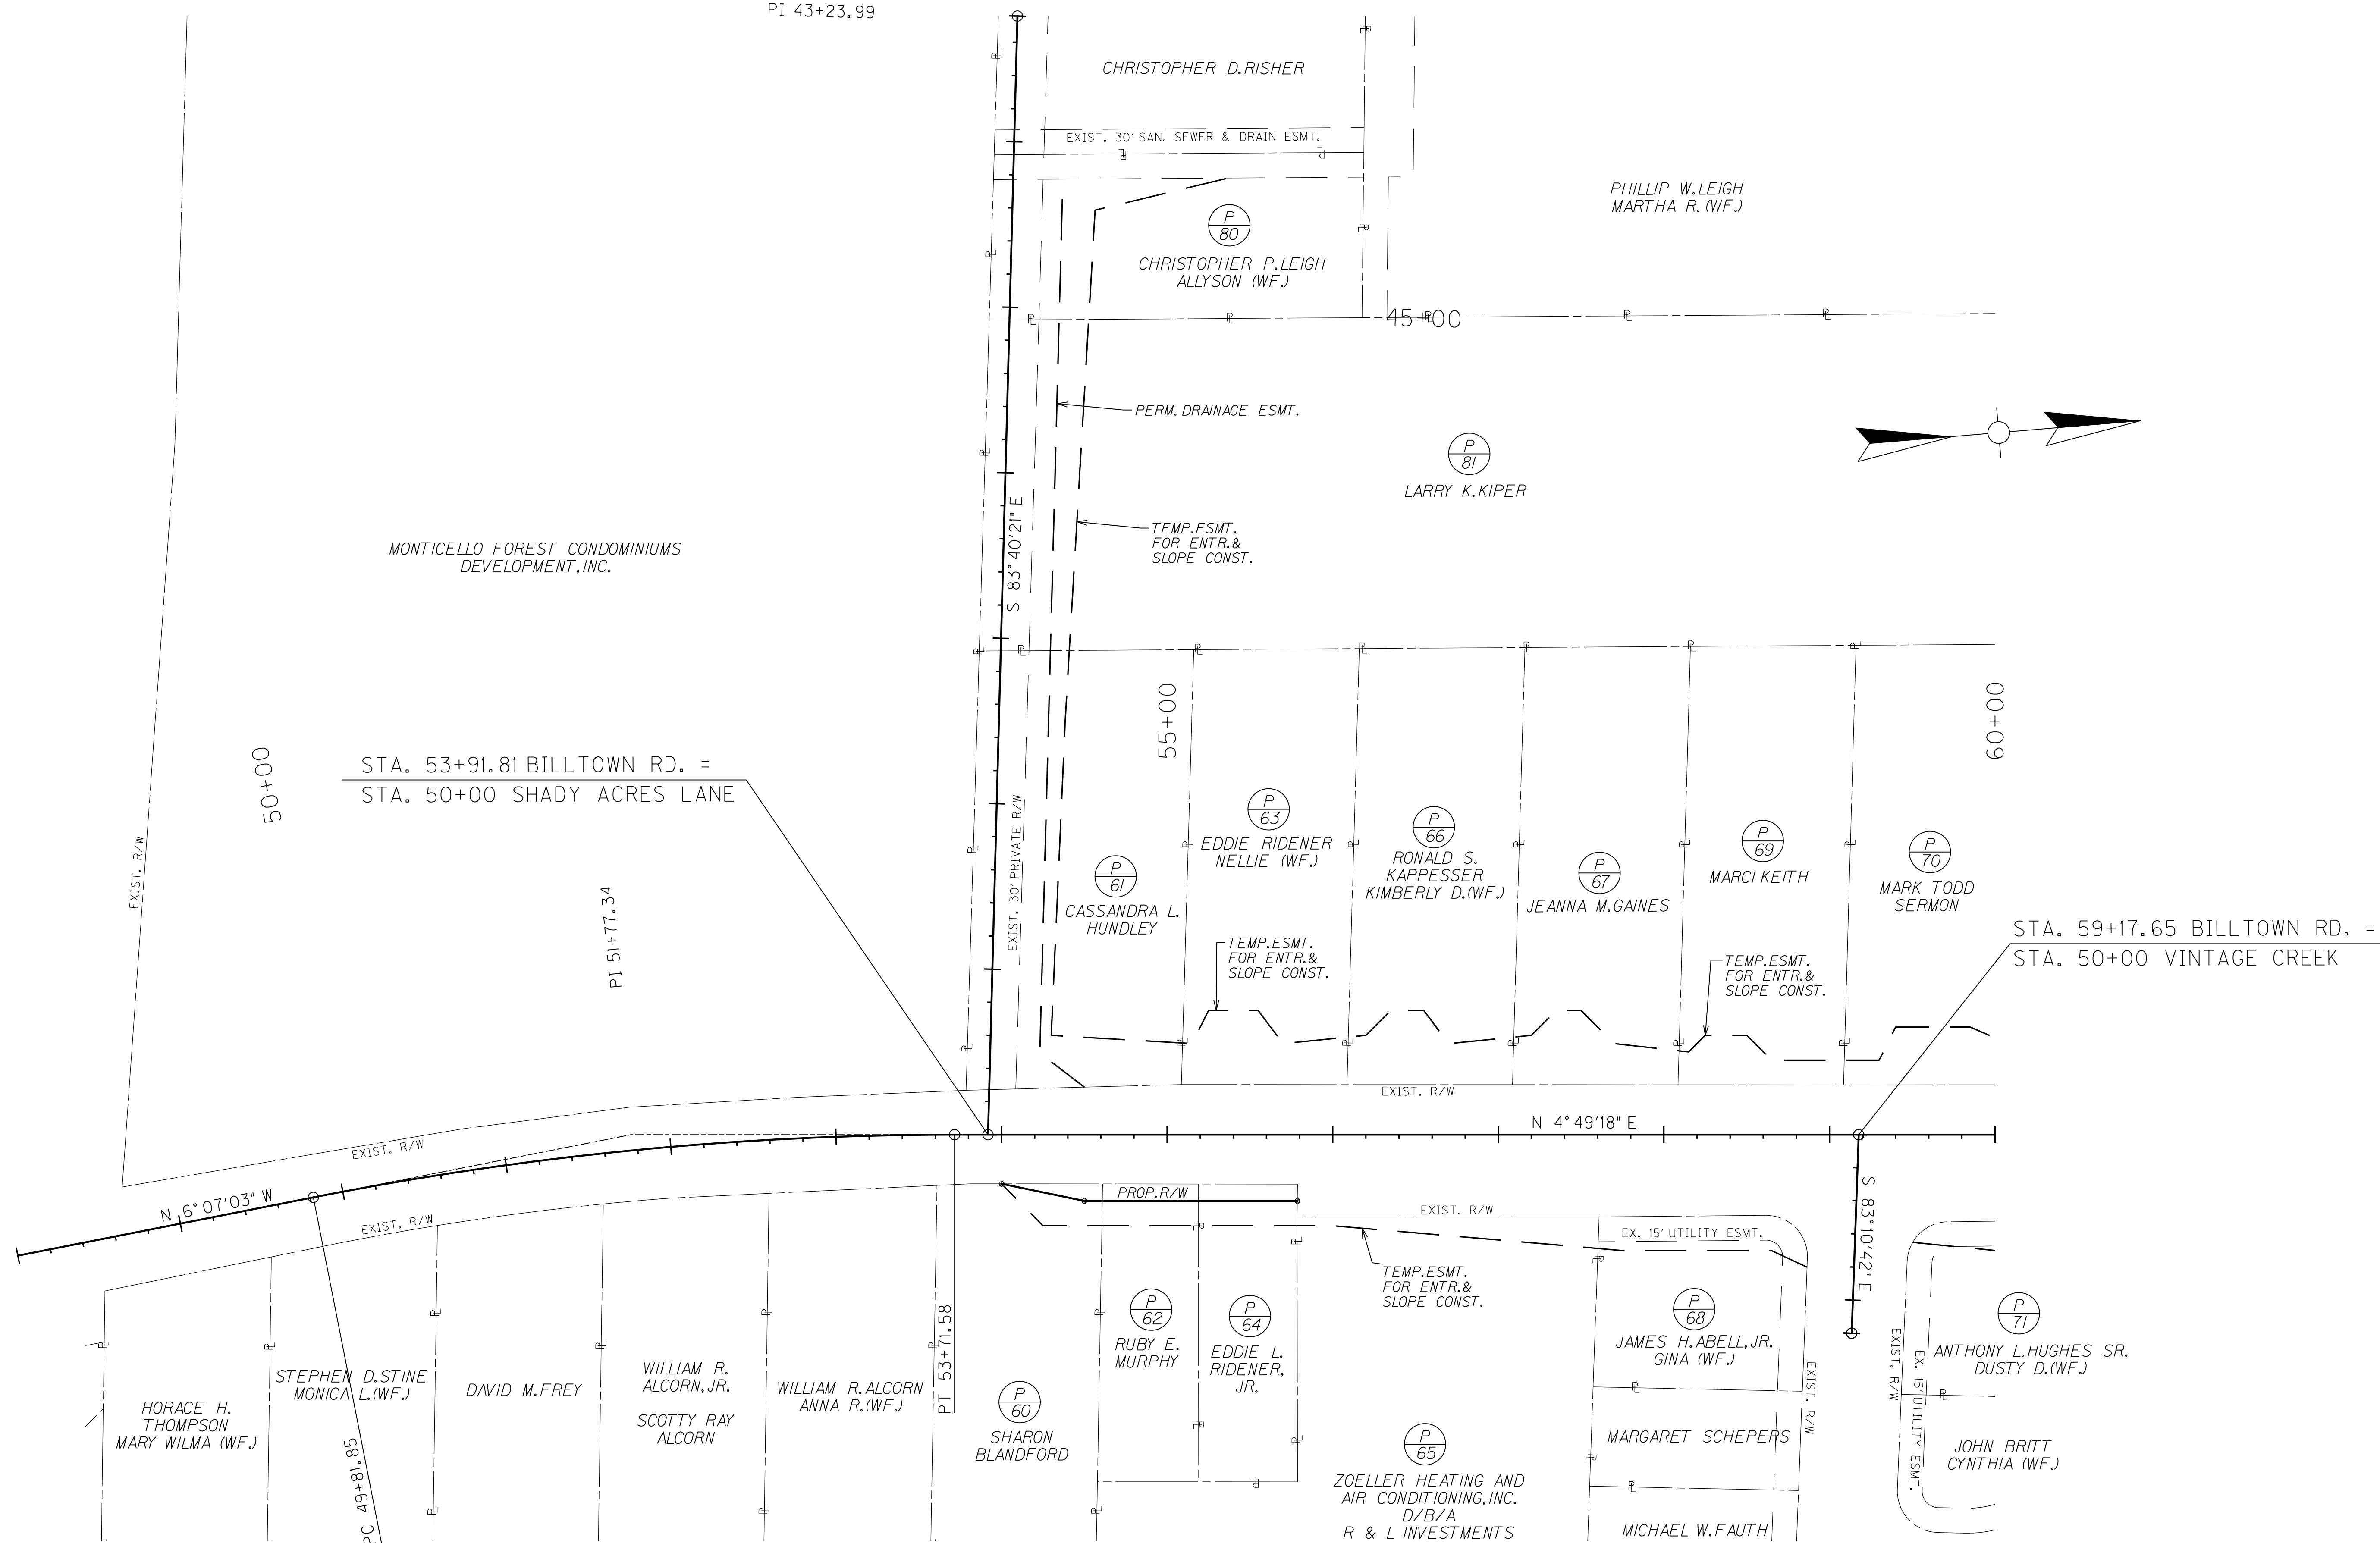 PI 43+23.99
CHRISTOPHER D. RISHER
EXIST. 30' SAN. SEWER & DRAIN ESMT.
PHILLIP W. LEIGH
MARTHA R. (WF.)
P
80
CHRISTOPHER P. LEIGH
ALLYSON (WF.)
45+00
PERM. DRAINAGE ESMT.
P
81
LARRY K. KIPER
S 83°40'21" E
TEMP. ESMT.
FOR ENTR. &
SLOPE CONST.
MONTICELLO FOREST CONDOMINIUMS
DEVELOPMENT, INC.
50+00
55+00
60+00
STA. 53+91.81 BILLTOWN RD. =
STA. 50+00 SHADY ACRES LANE
EXIST. R/W
PI 51+77.34
EXIST. 30' PRIVATE R/W
P
61
CASSANDRA L.
HUNDLEY
P
63
EDDIE RIDENER
NELLIE (WF.)
P
66
RONALD S.
KAPPESSER
KIMBERLY D. (WF.)
P
67
JEANNA M. GAINES
P
69
MARCI KEITH
P
70
MARK TODD
SERMON
STA. 59+17.65 BILLTOWN RD. =
STA. 50+00 VINTAGE CREEK
TEMP. ESMT.
FOR ENTR. &
SLOPE CONST.
TEMP. ESMT.
FOR ENTR. &
SLOPE CONST.
EXIST. R/W
N 4°49'18" E
EXIST. R/W
N 6°07'03" W
EXIST. R/W
PROP. R/W
EXIST. R/W
EX. 15' UTILITY ESMT.
S 83°10'42" E
TEMP. ESMT.
FOR ENTR. &
SLOPE CONST.
PT 53+71.58
P
62
RUBY E.
MURPHY
P
64
EDDIE L.
RIDENER,
JR.
P
68
JAMES H. ABELL, JR.
GINA (WF.)
P
71
ANTHONY L. HUGHES SR.
DUSTY D. (WF.)
EXIST. R/W
EXIST. R/W
EX. 15' UTILITY ESMT.
HORACE H.
THOMPSON
MARY WILMA (WF.)
STEPHEN D. STINE
MONICA L. (WF.)
DAVID M. FREY
WILLIAM R.
ALCORN, JR.
SCOTTY RAY
ALCORN
WILLIAM R. ALCORN
ANNA R. (WF.)
P
60
SHARON
BLANDFORD
P
65
ZOELLER HEATING AND
AIR CONDITIONING, INC.
D/B/A
R & L INVESTMENTS
MARGARET SCHEPERS
MICHAEL W. FAUTH
JOHN BRITT
CYNTHIA (WF.)
PC 49+81.85